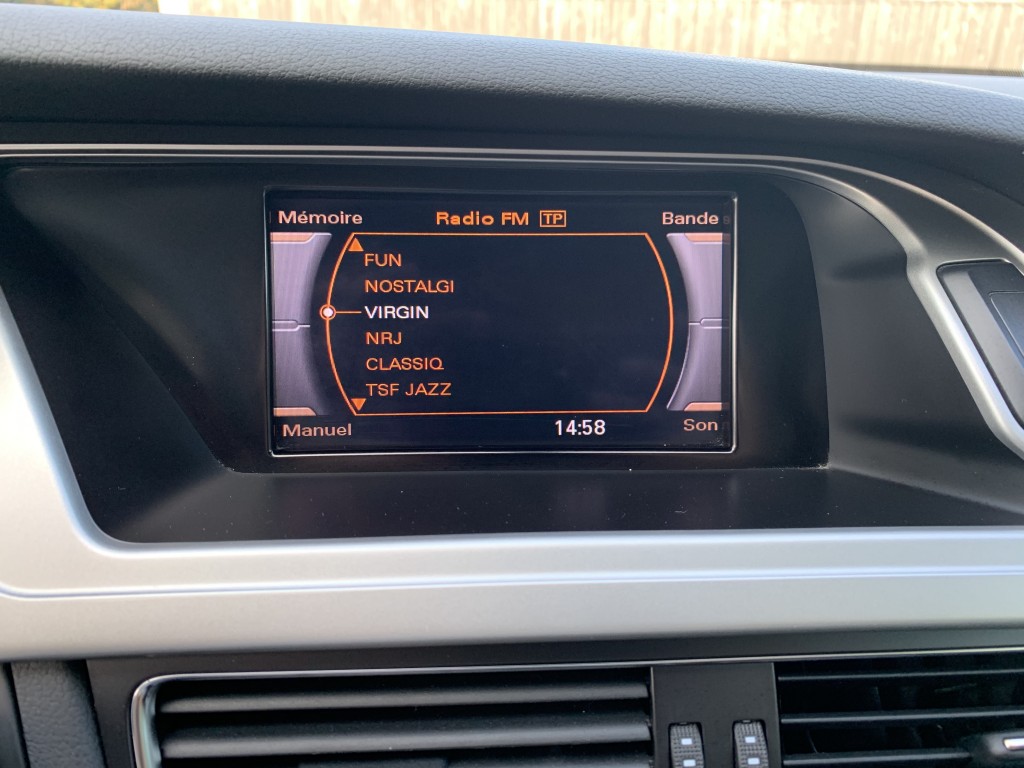 Mémoire Radio FM TP Bande
FUN
NOSTALGI
VIRGIN
NRJ
CLASSIQ
TSF JAZZ
Manuel 14:58 Son